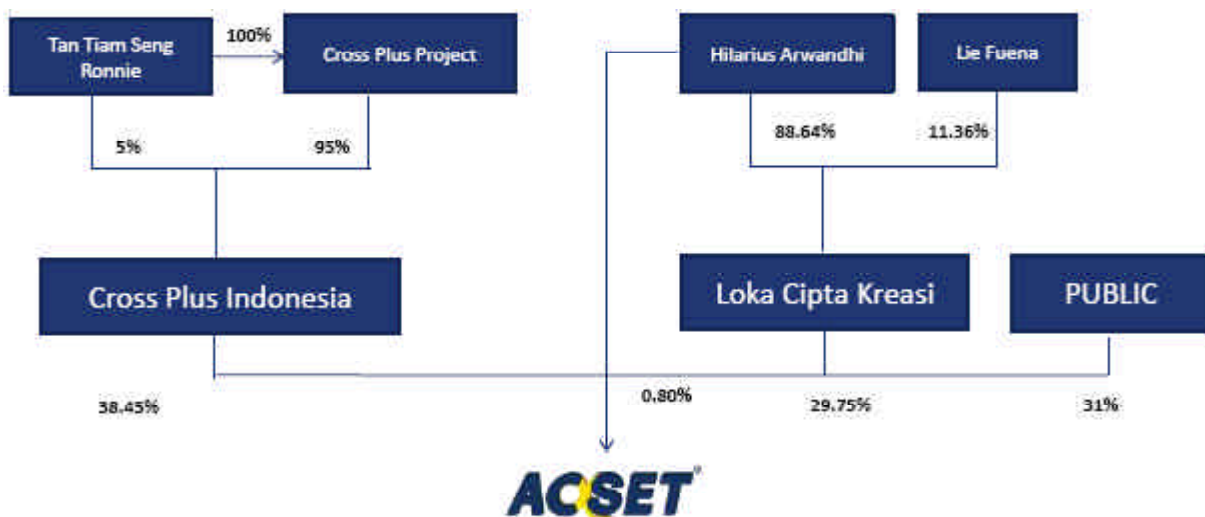 Tan Tiam Seng
Ronnie
100%
Cross Plus Project
Hilarius Arwandhi
Lie Fuena
5%
95%
88.64%
11.36%
Cross Plus Indonesia
Loka Cipta Kreasi
PUBLIC
38.45%
0.80%
29.75%
31%
ACSET®